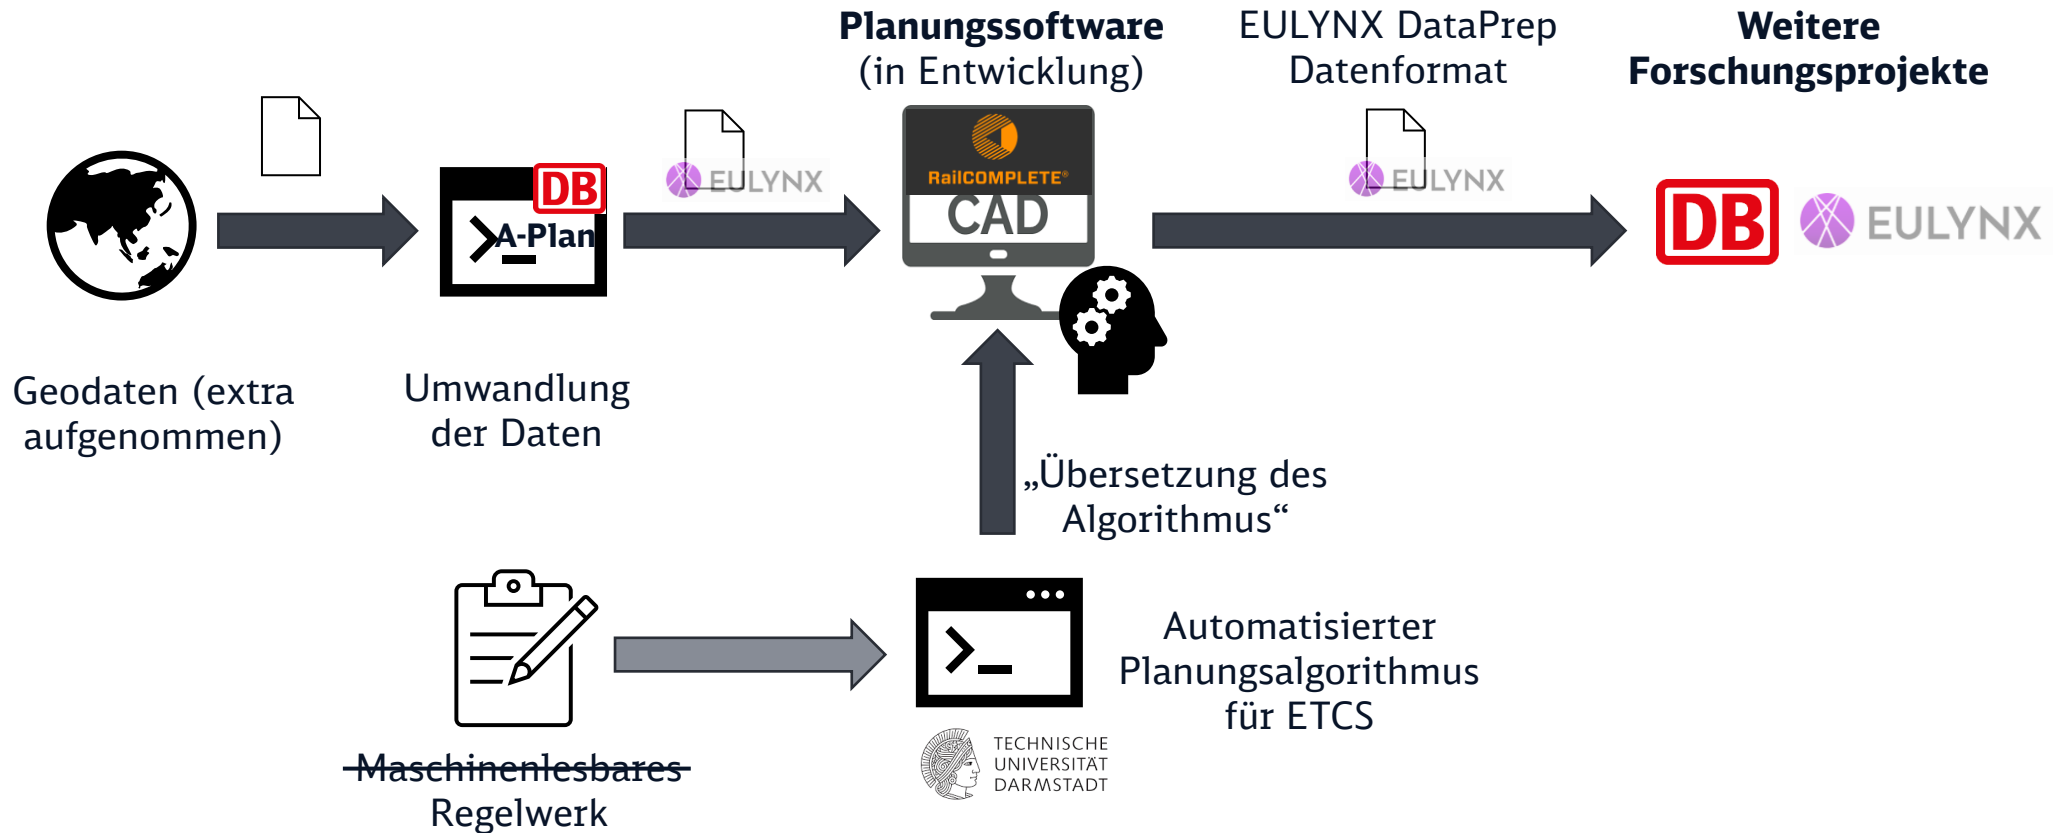 Planungssoftware
(in Entwicklung)
EULYNX DataPrep
Datenformat
Weitere
Forschungsprojekte
DB
A-Plan
EULYNX
RailCOMPLETE®
CAD
EULYNX
DB
EULYNX
Geodaten (extra
aufgenommen)
Umwandlung
der Daten
„Übersetzung des
Algorithmus“
Automatisierter
Planungsalgorithmus
für ETCS
TECHNISCHE
UNIVERSITÄT
DARMSTADT
Maschinenlesbares
Regelwerk